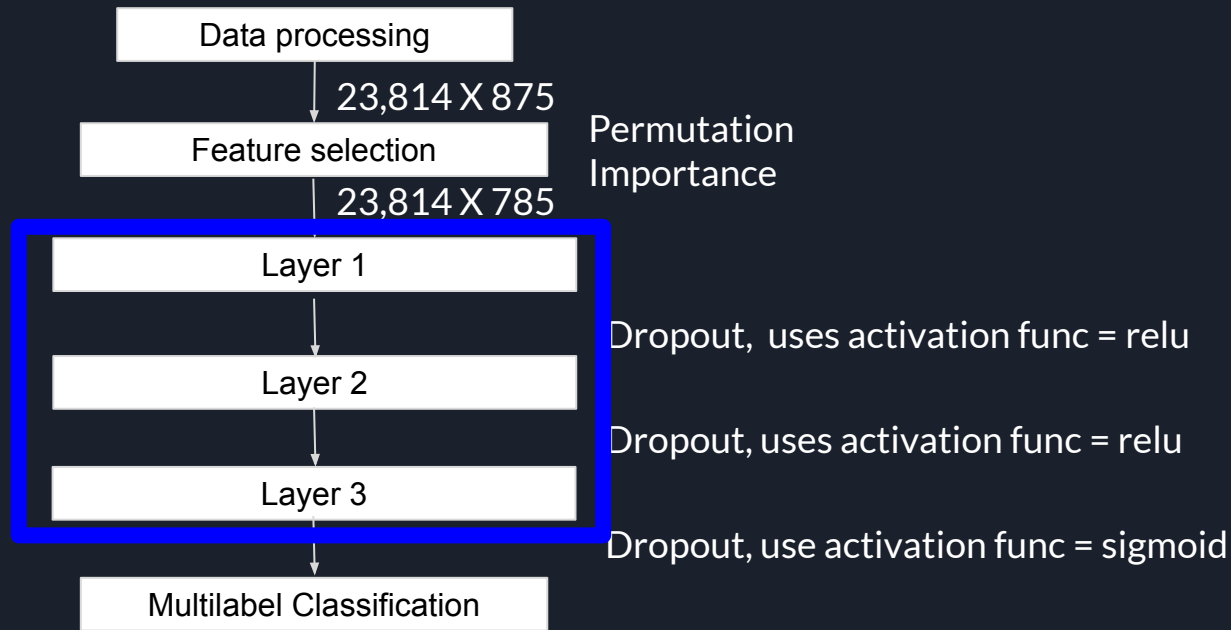 Data processing
23,814 X 875
Feature selection
Permutation
Importance
23,814 X 785
Layer 1
Dropout, uses activation func = relu
Layer 2
Dropout, uses activation func = relu
Layer 3
Dropout, use activation func = sigmoid
Multilabel Classification